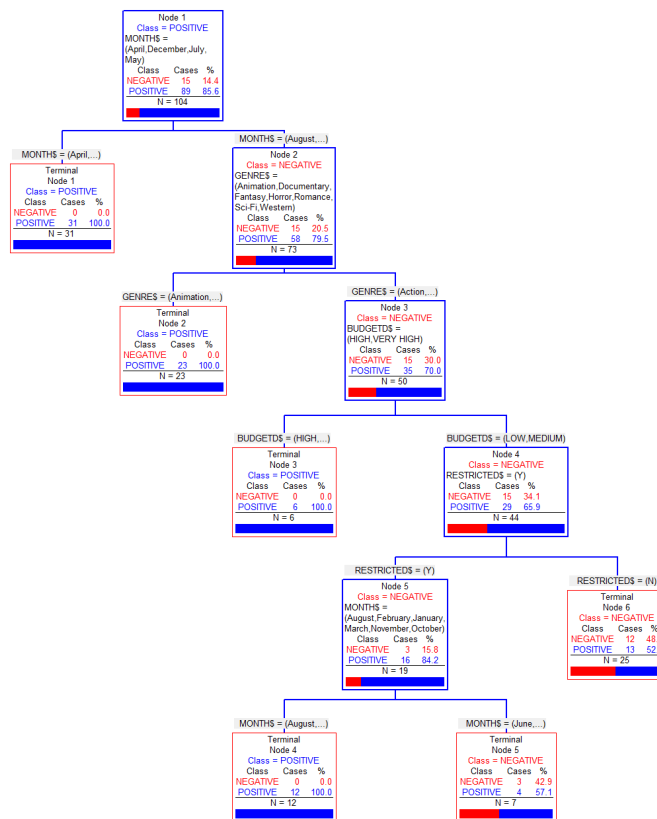 Node 1
Class = POSITIVE
MONTH$ =
(April,December,July,
May)
Class Cases %
NEGATIVE 15 14.4
POSITIVE 89 85.6
N = 104
MONTH$ = (April,...)
Terminal
Node 1
Class = POSITIVE
Class Cases %
NEGATIVE 0 0.0
POSITIVE 31 100.0
N = 31
MONTH$ = (August,...)
Node 2
Class = NEGATIVE
GENRE$ =
(Animation,Documentary,
Fantasy,Horror,Romance,
Sci-Fi,Western)
Class Cases %
NEGATIVE 15 20.5
POSITIVE 58 79.5
N = 73
GENRE$ = (Animation,...)
Terminal
Node 2
Class = POSITIVE
Class Cases %
NEGATIVE 0 0.0
POSITIVE 23 100.0
N = 23
GENRE$ = (Action,...)
Node 3
Class = NEGATIVE
BUDGETD$ =
(HIGH,VERY HIGH)
Class Cases %
NEGATIVE 15 30.0
POSITIVE 35 70.0
N = 50
BUDGETD$ = (HIGH,...)
Terminal
Node 3
Class = POSITIVE
Class Cases %
NEGATIVE 0 0.0
POSITIVE 6 100.0
N = 6
BUDGETD$ = (LOW,MEDIUM)
Node 4
Class = NEGATIVE
RESTRICTED$ = (Y)
Class Cases %
NEGATIVE 15 34.1
POSITIVE 29 65.9
N = 44
RESTRICTED$ = (Y)
Node 5
Class = NEGATIVE
MONTH$ =
(August,February,January,
March,November,October)
Class Cases %
NEGATIVE 3 15.8
POSITIVE 16 84.2
N = 19
RESTRICTED$ = (N)
Terminal
Node 6
Class = NEGATIVE
Class Cases %
NEGATIVE 12 48.
POSITIVE 13 52.
N = 25
MONTH$ = (August,...)
Terminal
Node 4
Class = POSITIVE
Class Cases %
NEGATIVE 0 0.0
POSITIVE 12 100.0
N = 12
MONTH$ = (June,...)
Terminal
Node 5
Class = NEGATIVE
Class Cases %
NEGATIVE 3 42.9
POSITIVE 4 57.1
N = 7